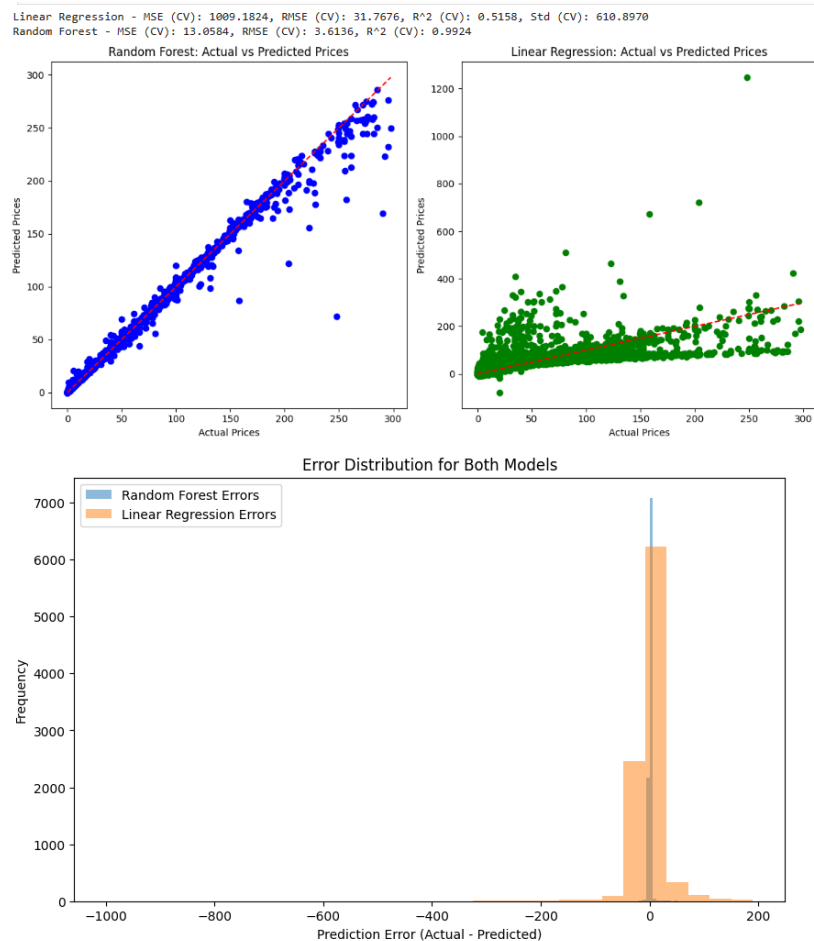 Linear Regression - MSE (CV): 1009.1824, RMSE (CV): 31.7676, R^2 (CV): 0.5158, Std (CV): 610.8970
Random Forest - MSE (CV): 13.0584, RMSE (CV): 3.6136, R^2 (CV): 0.9924
Random Forest: Actual vs Predicted Prices
300
250
200
150
100
50
0
Predicted Prices
0 50 100 150 200 250 300
Actual Prices
Linear Regression: Actual vs Predicted Prices
1200
1000
800
600
400
200
0
Predicted Prices
0 50 100 150 200 250 300
Actual Prices
Error Distribution for Both Models
Random Forest Errors
Linear Regression Errors
7000
6000
5000
4000
3000
2000
1000
0
Frequency
−1000 −800 −600 −400 −200 0 200
Prediction Error (Actual - Predicted)